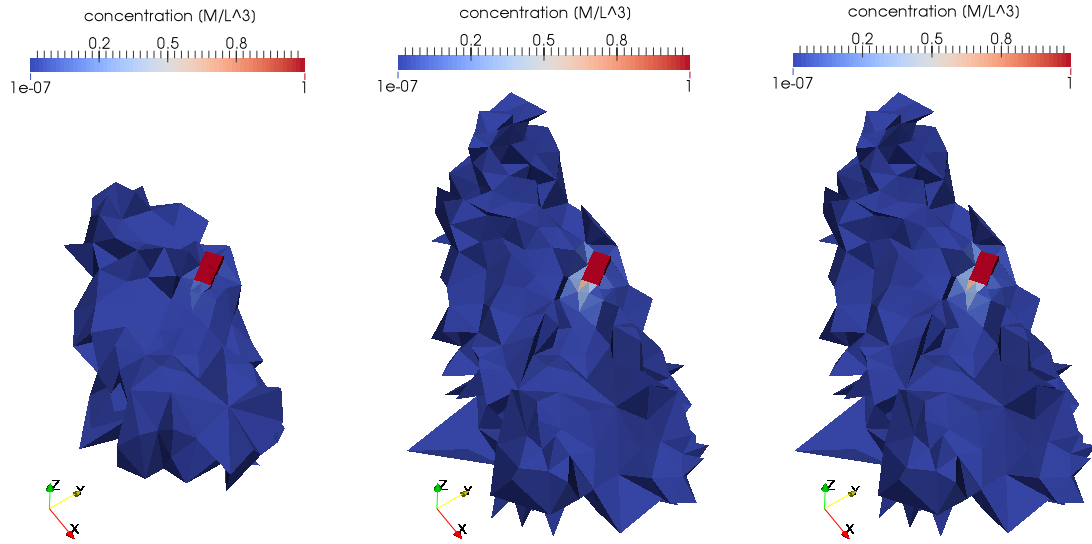 concentration [M/L^3]
0.2 0.5 0.8
1e-07 1
Z
Y
X
concentration [M/L^3]
0.2 0.5 0.8
1e-07 1
Z
Y
X
concentration [M/L^3]
0.2 0.5 0.8
1e-07 1
Z
Y
X